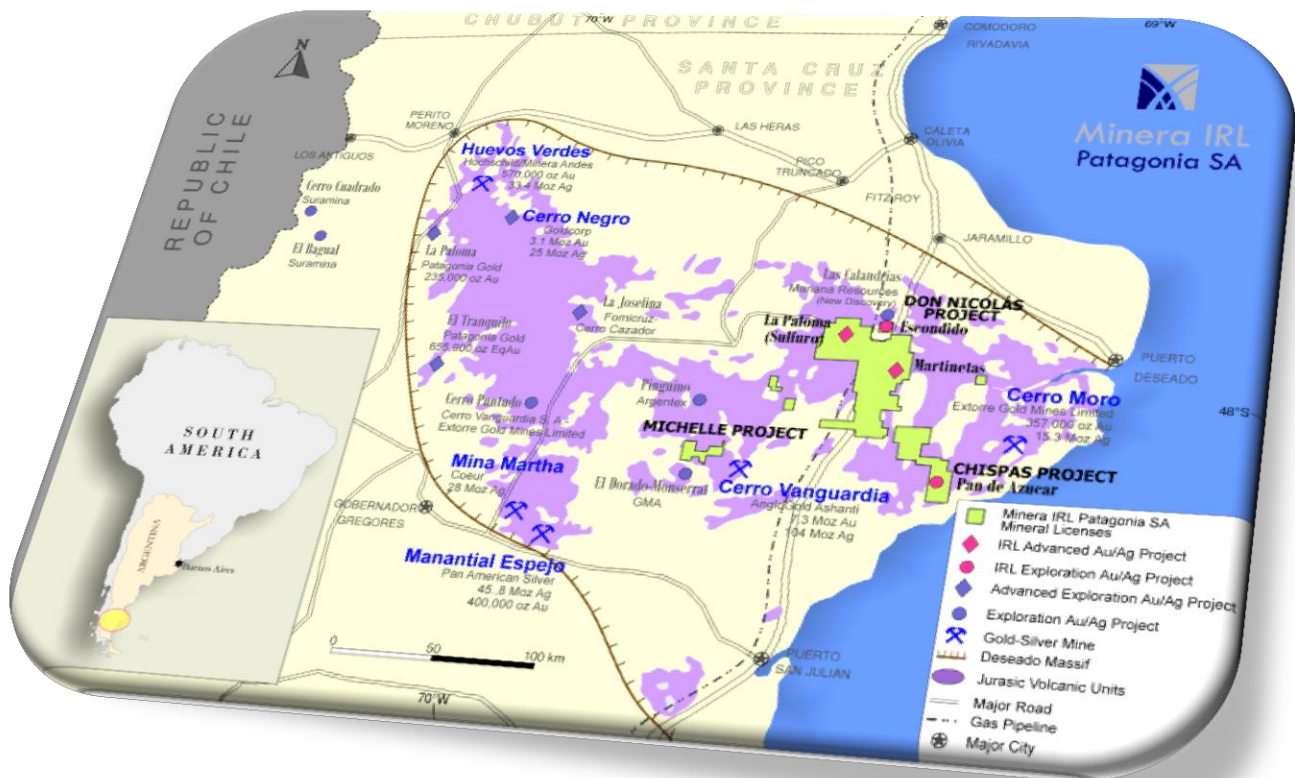 CHUBUT PROVINCE
70°W
69°W
COMODORO
RIVADAVIA
N
SANTA CRUZ
PROVINCE
Minera IRL
Patagonia SA
PERITO
MORENO
LAS HERAS
CALETA
OLIVIA
LOS ANTIGUOS
REPUBLIC
OF CHILE
Huevos Verdes
Hochschild/Minera Andes
570,000 oz Au
33.4 Moz Ag
PICO
TRUNCADO
FITZROY
Cerro Cuadrado
Suramina
El Bagual
Suramina
Cerro Negro
Goldcorp
3.1 Moz Au
25 Moz Ag
JARAMILLO
La Paloma
Patagonia Gold
235,000 oz Au
Las Calandrias
Mariana Resources
(New Discovery)
DON NICOLÁS
PROJECT
La Josefina
Fomicruz-
Cerro Cazador
La Paloma
(Sulfuro)
Escondido
El Tranquilo
Patagonia Gold
655,900 oz EqAu
Martinetas
PUERTO
DESEADO
Pinguino
Argentex
Cerro Moro
Extorre Gold Mines Limited
357,000 oz Au
15.3 Moz Ag
48°S
Cerro Puntudo
Cerro Vanguardia S. A -
Extorre Gold Mines Limited
MICHELLE PROJECT
SOUTH
AMERICA
Mina Martha
Coeur
28 Moz Ag
El Dorado-Monserrat
GMA
Cerro Vanguardia
AngloGold Ashanti
7.3 Moz Au
104 Moz Ag
CHISPAS PROJECT
Pan de Azucar
GOBERNADOR
GREGORES
ARGENTINA
Buenos Aires
Manantial Espejo
Pan American Silver
45..8 Moz Ag
400,000 oz Au
Minera IRL Patagonia SA
Mineral Licenses
IRL Advanced Au/Ag Project
IRL Exploration Au/Ag Project
Advanced Exploration Au/Ag Project
Exploration Au/Ag Project
Gold-Silver Mine
Deseado Massif
Jurasic Volcanic Units
Major Road
Gas Pipeline
Major City
0
50
100 km
PUERTO
SAN JULIAN
70°W